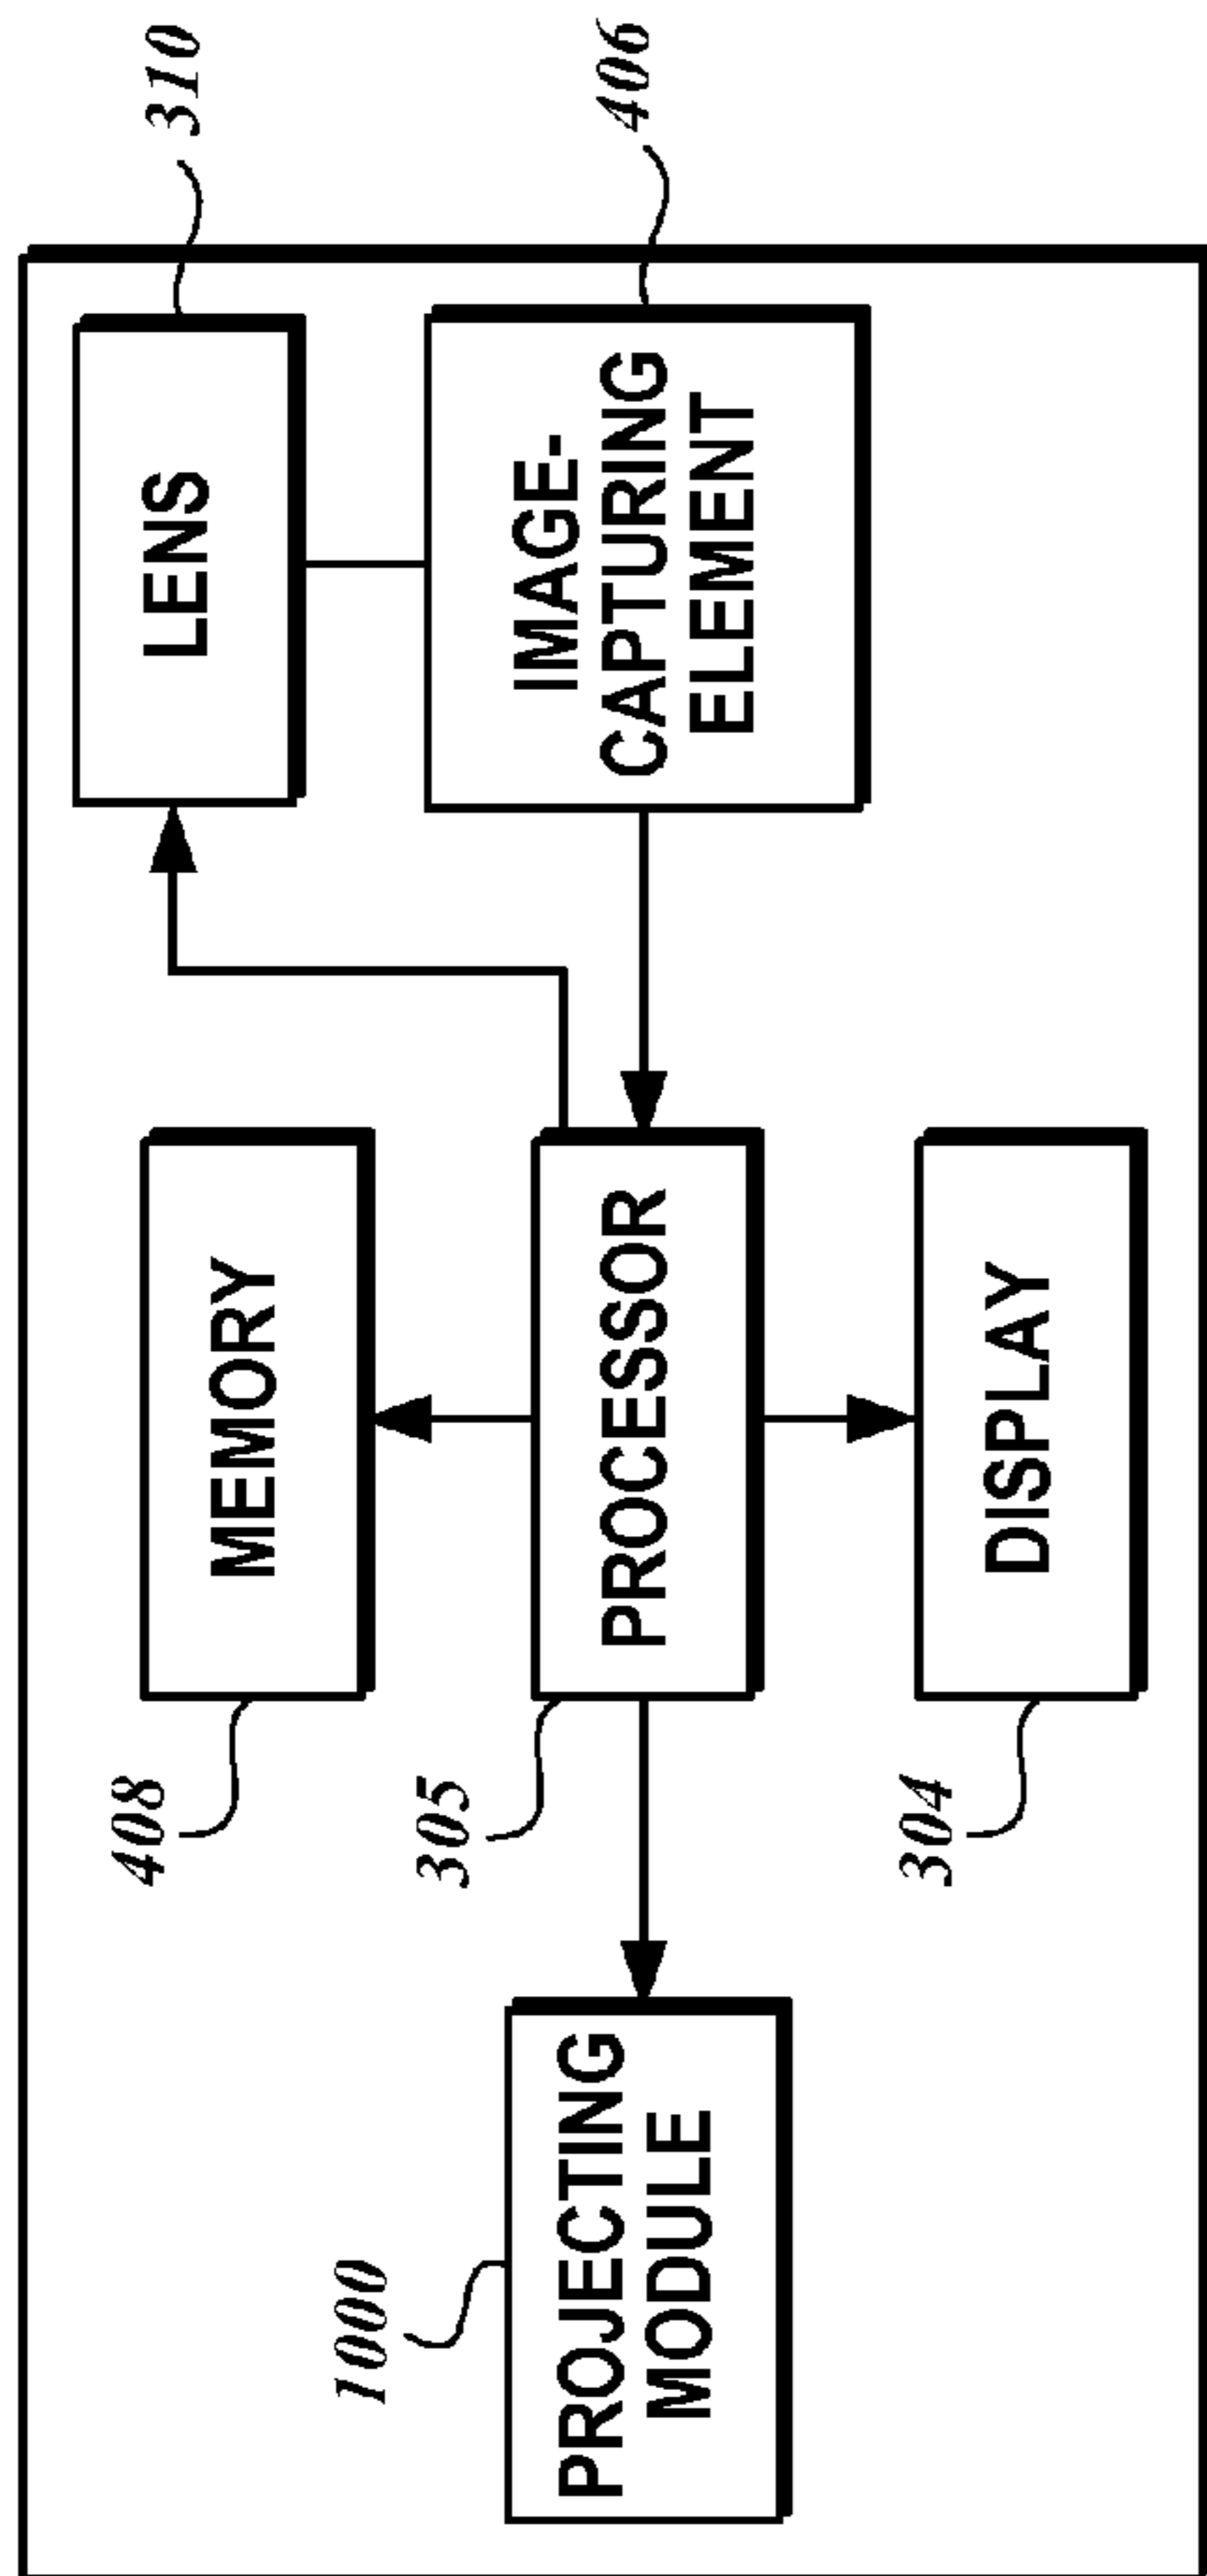 408
MEMORY
LENS
310
1000
PROJECTING
MODULE
305
PROCESSOR
IMAGE-
CAPTURING
ELEMENT
406
304
DISPLAY